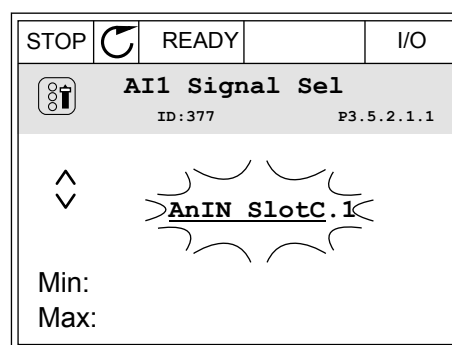 STOP READY I/O
AI1 Signal Sel
ID:377 P3.5.2.1.1
AnIN SlotC.1
Min:
Max: